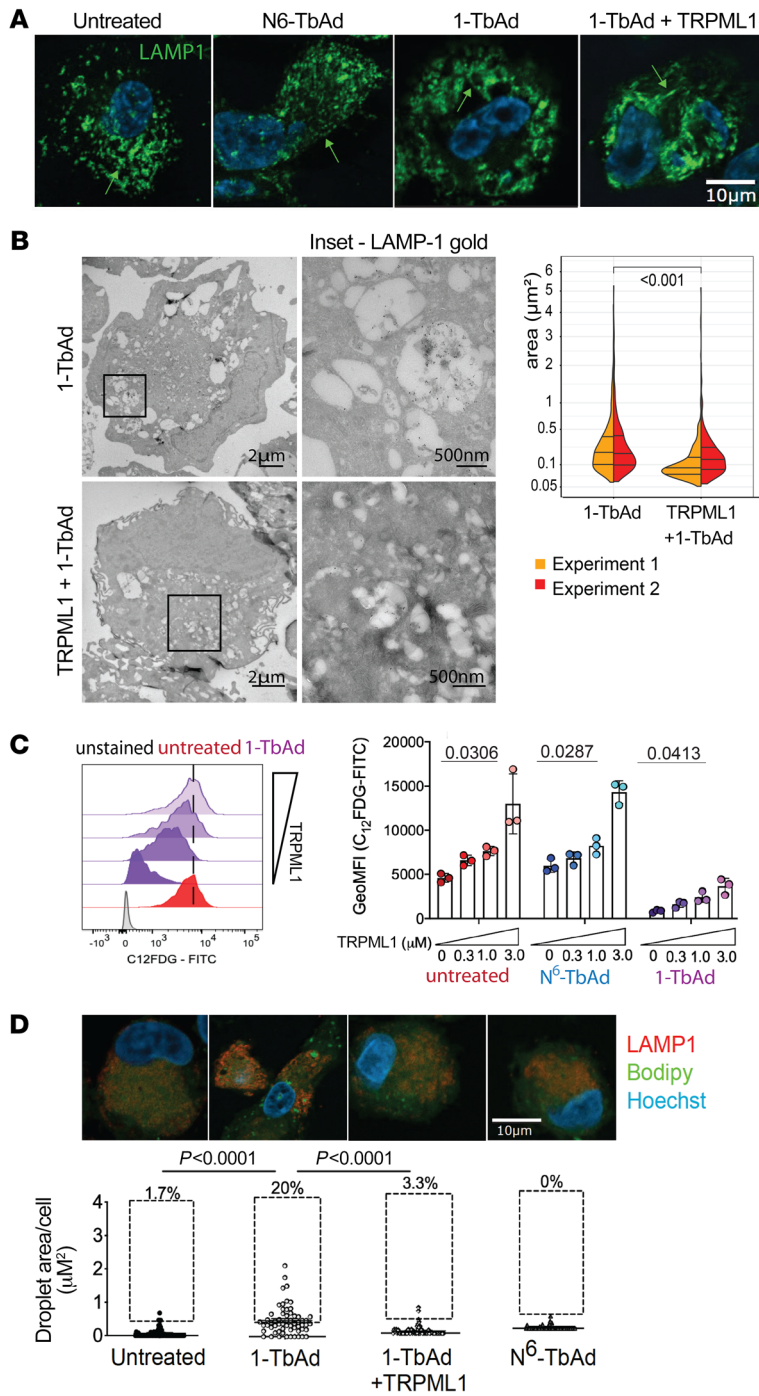 A
Untreated N6-TbAd 1-TbAd 1-TbAd + TRPML1
LAMP1
10μm
B
Inset - LAMP-1 gold
1-TbAd
2μm
500nm
TRPML1 + 1-TbAd
2μm
500nm
area (μm²)
6
5
4
3
2
1
0.5
0.1
0.05
<0.001
1-TbAd TRPML1
+1-TbAd
Experiment 1
Experiment 2
C
unstained untreated 1-TbAd
TRPML1
-10³ 0 10³ 10⁴ 10⁵
C12FDG - FITC
GeoMFI (C₁₂FDG-FITC)
20000
15000
10000
5000
0
0.0306 0.0287 0.0413
TRPML1 (μM)
0 0.3 1.0 3.0 0 0.3 1.0 3.0 0 0.3 1.0 3.0
untreated N⁶-TbAd 1-TbAd
D
LAMP1
Bodipy
Hoechst
10μm
P<0.0001 P<0.0001
1.7% 20% 3.3% 0%
Droplet area/cell
(μM²)
4
3
2
1
0
Untreated 1-TbAd 1-TbAd N⁶-TbAd
+TRPML1